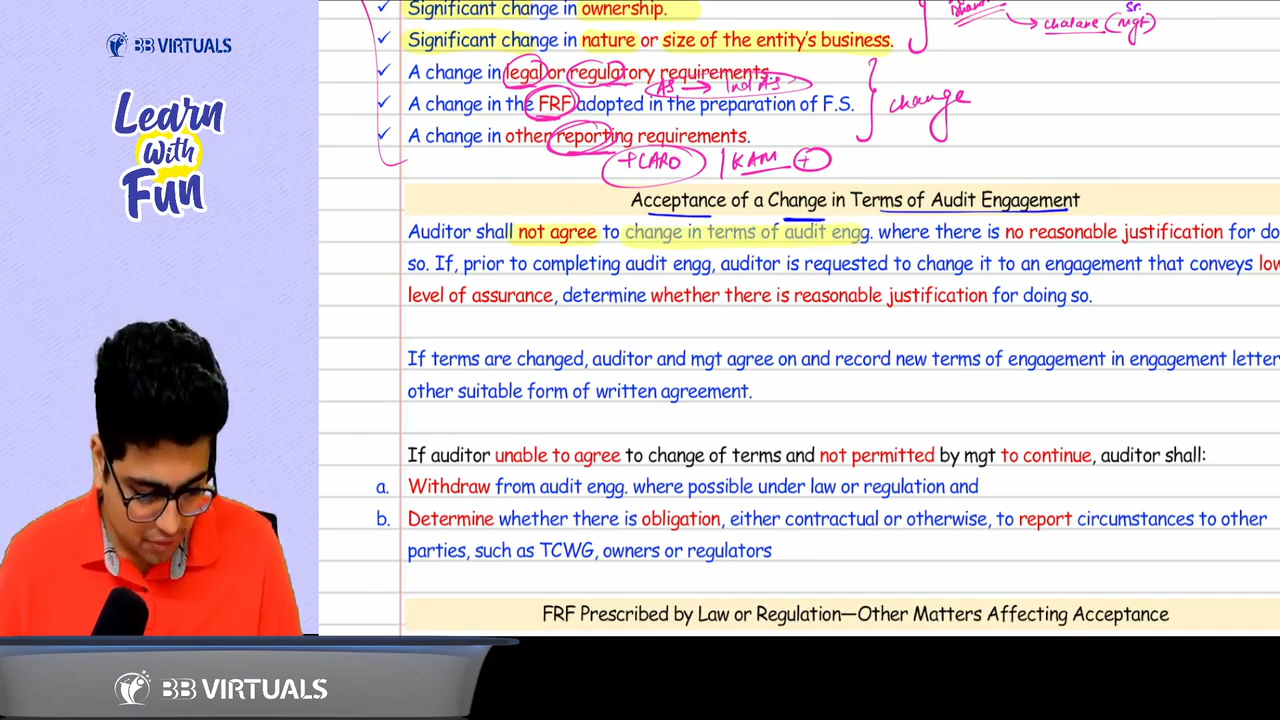 BB VIRTUALS
Learn
With
Fun
✓ Significant change in ownership.
Sr.
→ (mgt)
✓ Significant change in nature or size of the entity's business.
✓ A change in legal or regulatory requirements.
AS → Ind AS
✓ A change in the FRF adopted in the preparation of F.S.
change
✓ A change in other reporting requirements.
+CARO | KAM +
Acceptance of a Change in Terms of Audit Engagement
Auditor shall not agree to change in terms of audit engg. where there is no reasonable justification for do
so. If, prior to completing audit engg, auditor is requested to change it to an engagement that conveys low
level of assurance, determine whether there is reasonable justification for doing so.
If terms are changed, auditor and mgt agree on and record new terms of engagement in engagement letter
other suitable form of written agreement.
If auditor unable to agree to change of terms and not permitted by mgt to continue, auditor shall:
a. Withdraw from audit engg. where possible under law or regulation and
b. Determine whether there is obligation, either contractual or otherwise, to report circumstances to other
parties, such as TCWG, owners or regulators
FRF Prescribed by Law or Regulation—Other Matters Affecting Acceptance
BB VIRTUALS